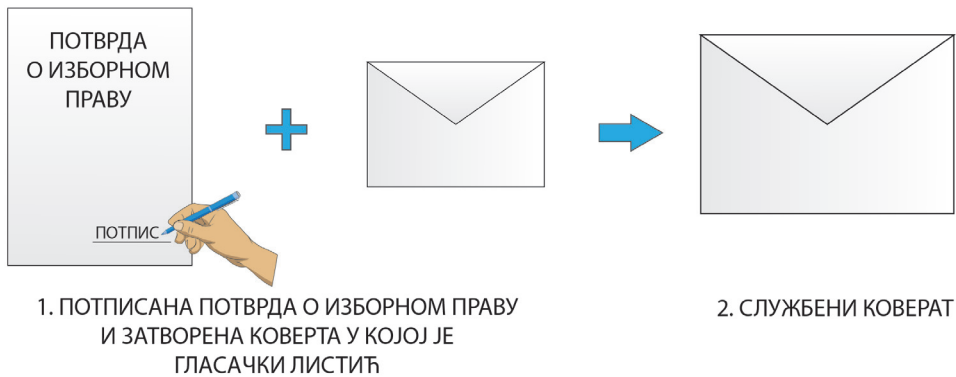 ПОТВРДА
О ИЗБОРНОМ
ПРАВУ
ПОТПИС
1. ПОТПИСАНА ПОТВРДА О ИЗБОРНОМ ПРАВУ
И ЗАТВОРЕНА КОВЕРТА У КОЈОЈ ЈЕ
ГЛАСАЧКИ ЛИСТИЋ
2. СЛУЖБЕНИ КОВЕРАТ